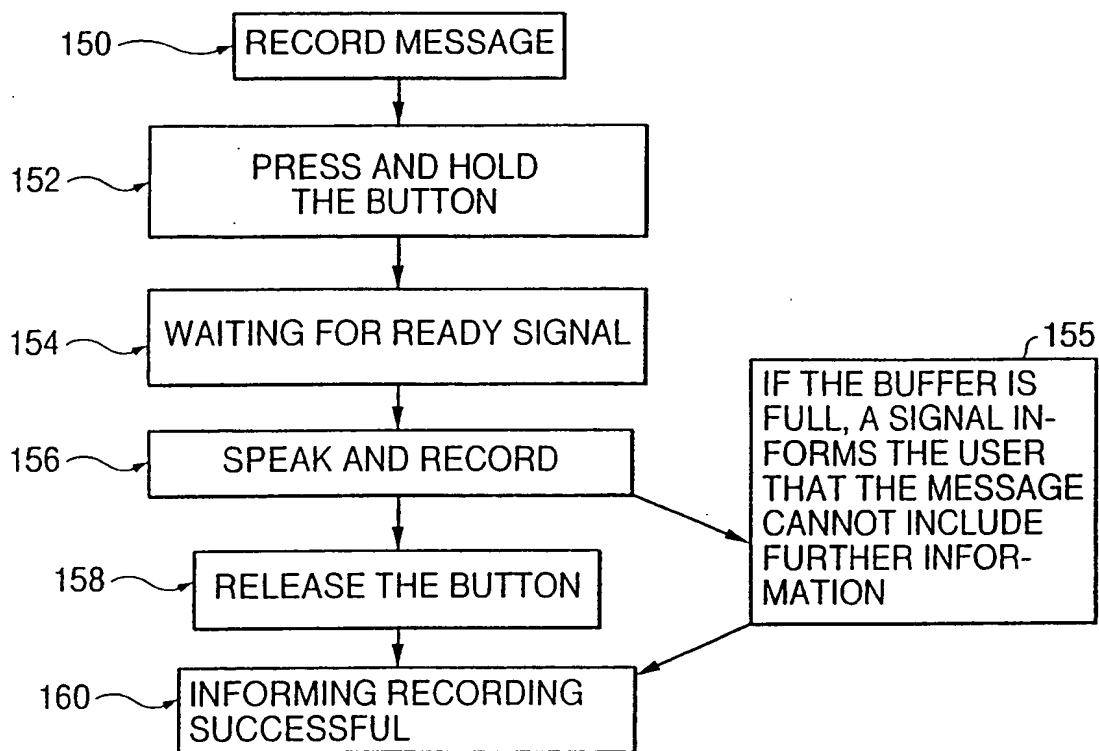 150
RECORD MESSAGE
152
PRESS AND HOLD
THE BUTTON
154
WAITING FOR READY SIGNAL
155
IF THE BUFFER IS
FULL, A SIGNAL IN-
FORMS THE USER
THAT THE MESSAGE
CANNOT INCLUDE
FURTHER INFOR-
MATION
156
SPEAK AND RECORD
158
RELEASE THE BUTTON
160
INFORMING RECORDING
SUCCESSFUL